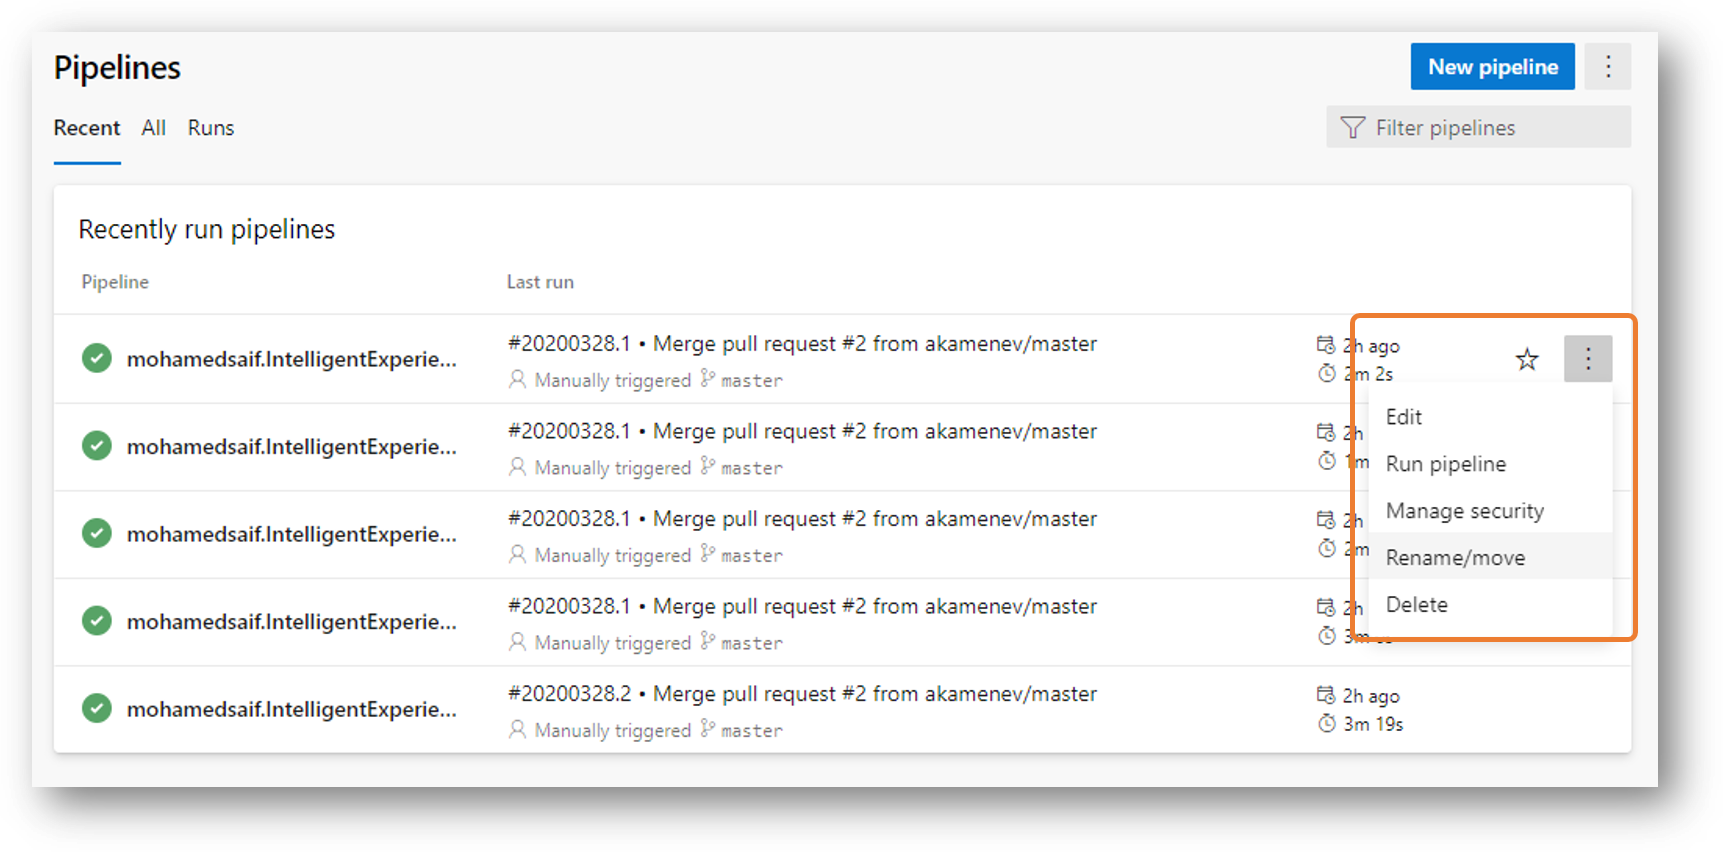 Pipelines
New pipeline
Recent All Runs
Filter pipelines
Recently run pipelines
Pipeline Last run
mohamedsaif.IntelligentExperie...
#20200328.1 • Merge pull request #2 from akamenev/master
Manually triggered master
2h ago
2m 2s
mohamedsaif.IntelligentExperie...
#20200328.1 • Merge pull request #2 from akamenev/master
Manually triggered master
2h
1m
mohamedsaif.IntelligentExperie...
#20200328.1 • Merge pull request #2 from akamenev/master
Manually triggered master
2h
2m
mohamedsaif.IntelligentExperie...
#20200328.1 • Merge pull request #2 from akamenev/master
Manually triggered master
2h
3m
mohamedsaif.IntelligentExperie...
#20200328.2 • Merge pull request #2 from akamenev/master
Manually triggered master
2h ago
3m 19s
Edit
Run pipeline
Manage security
Rename/move
Delete